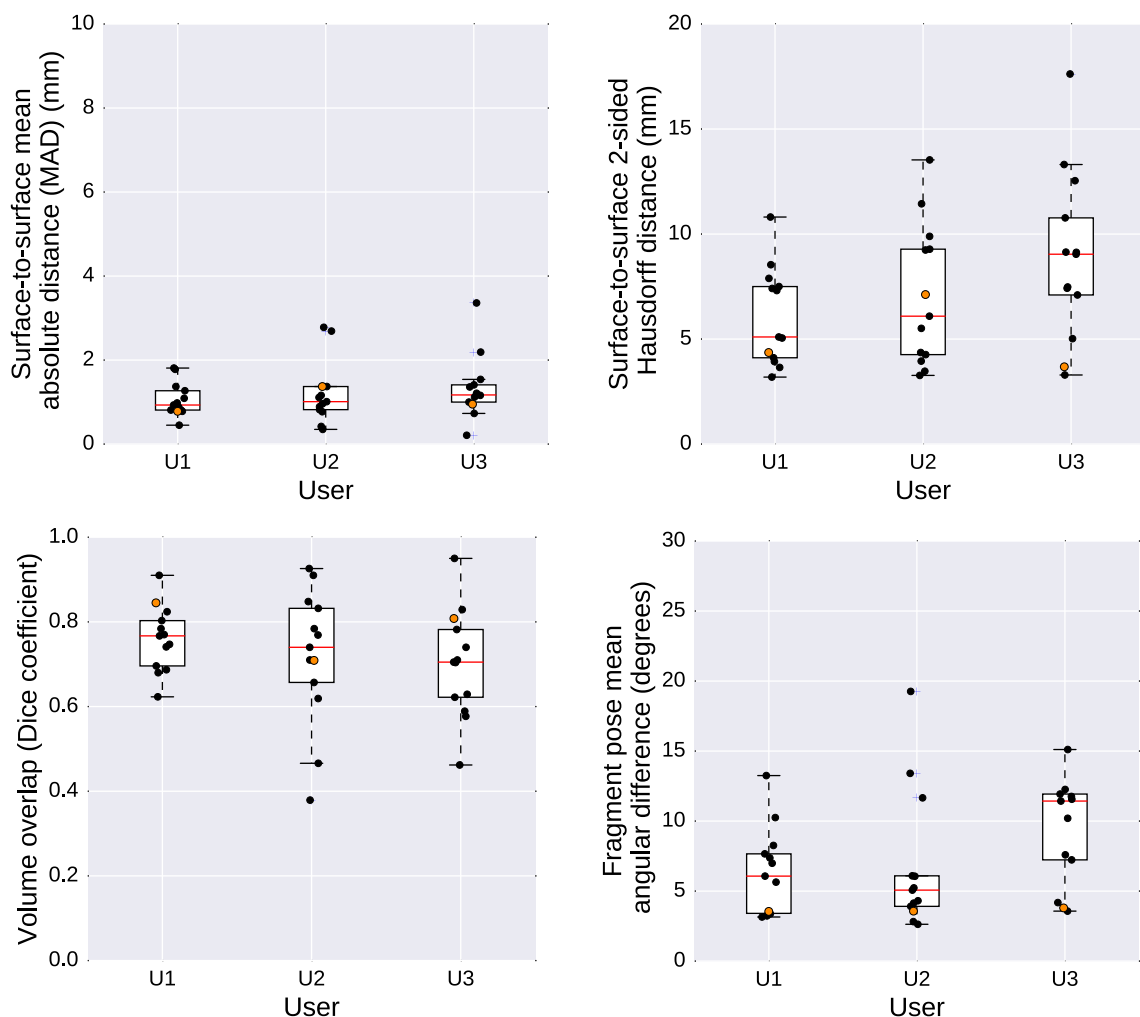 Surface-to-surface mean
absolute distance (MAD) (mm)
10
8
6
4
2
0
U1 U2 U3
User
Surface-to-surface 2-sided
Hausdorff distance (mm)
20
15
10
5
0
U1 U2 U3
User
Volume overlap (Dice coefficient)
1.0
0.8
0.6
0.4
0.2
0.0
U1 U2 U3
User
Fragment pose mean
angular difference (degrees)
30
25
20
15
10
5
0
U1 U2 U3
User